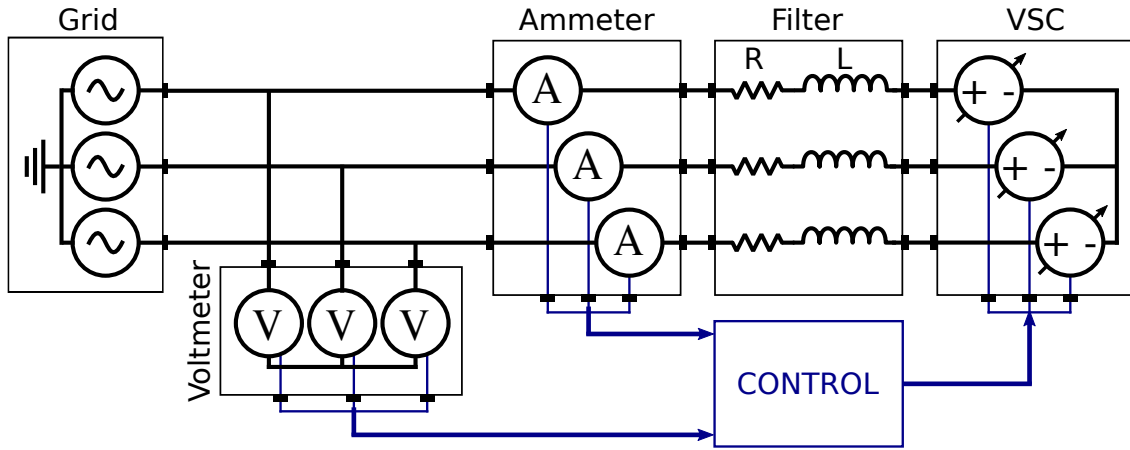 Grid
Ammeter
Filter
VSC
R
L
A
+ -
A
+ -
A
+ -
Voltmeter
V
V
V
CONTROL